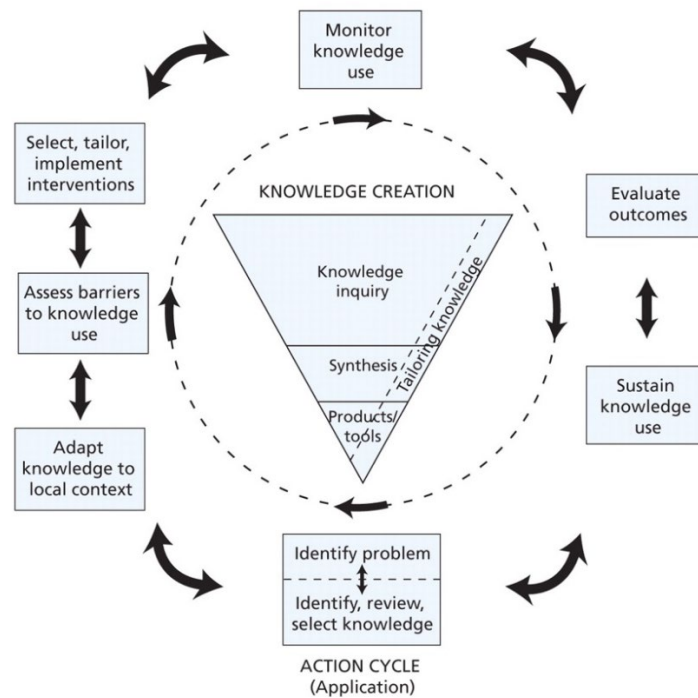 Monitor
knowledge
use
Select, tailor,
implement
interventions
Evaluate
outcomes
KNOWLEDGE CREATION
Knowledge
inquiry
Tailoring knowledge
Assess barriers
to knowledge
use
Synthesis
Products/
tools
Sustain
knowledge
use
Adapt
knowledge to
local context
Identify problem
Identify, review,
select knowledge
ACTION CYCLE
(Application)